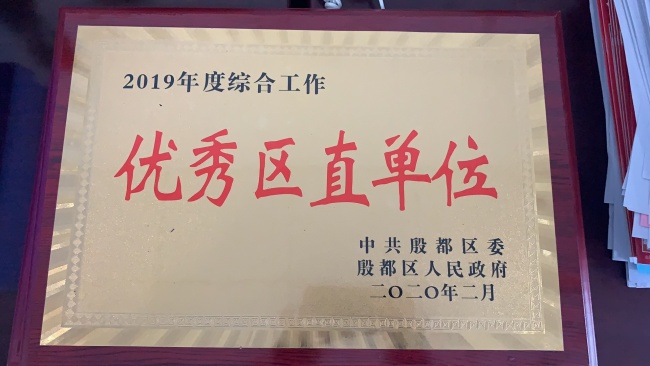 2019年度综合工作
优秀区直单位
中共殷都区委
殷都区人民政府
二〇二〇年二月